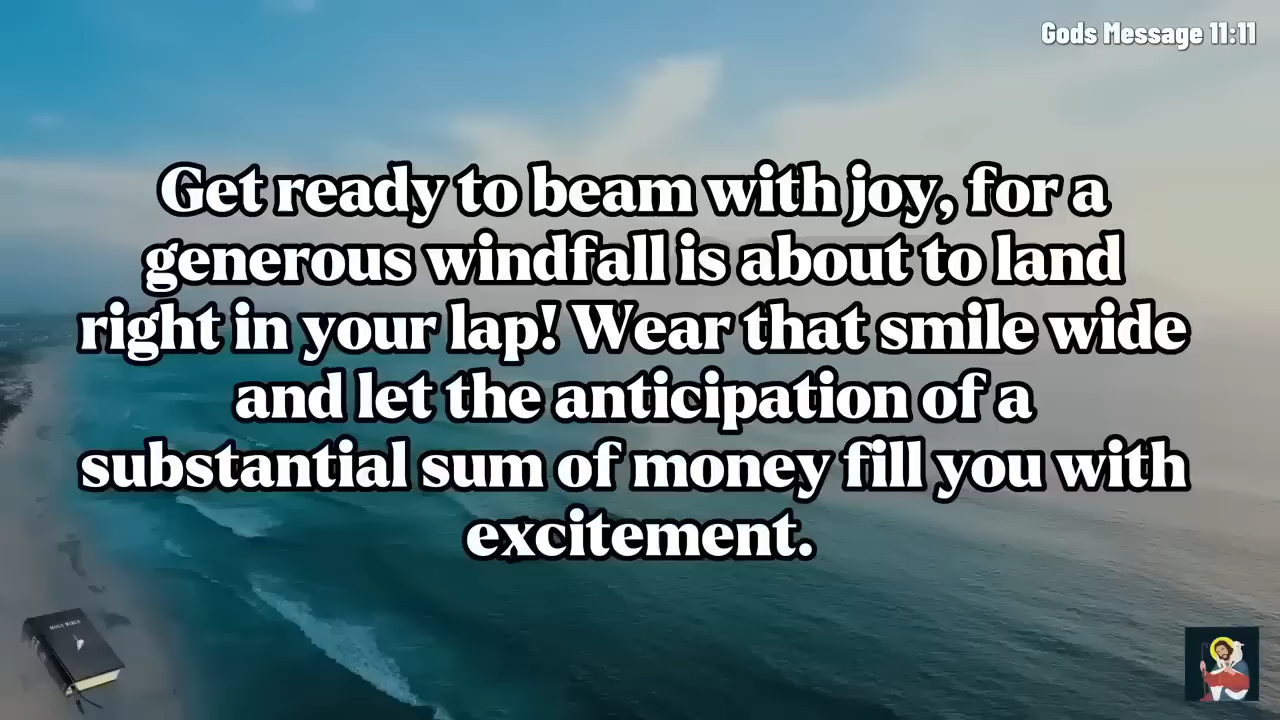 Gods Message 11:11
Get ready to beam with joy, for a
generous windfall is about to land
right in your lap! Wear that smile wide
and let the anticipation of a
substantial sum of money fill you with
excitement.
HOLY BIBLE